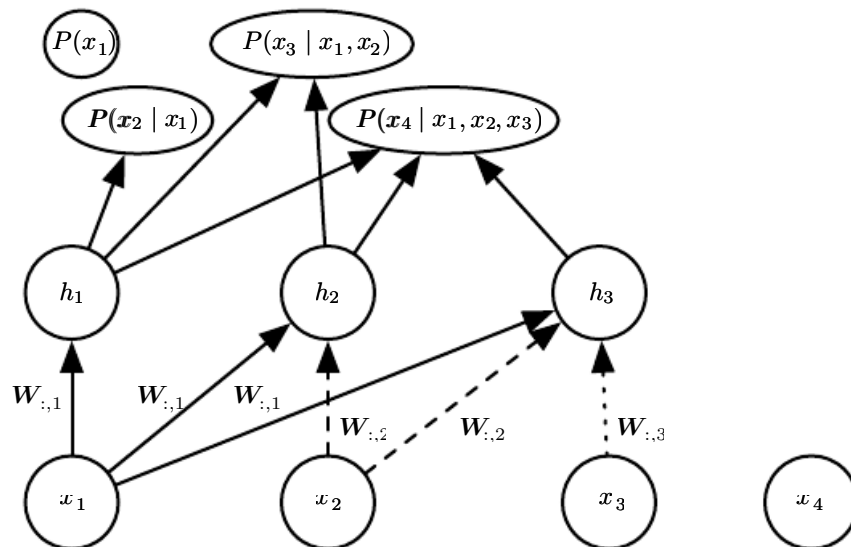 P(x₁)
P(x₃ | x₁, x₂)
P(x₂ | x₁)
P(x₄ | x₁, x₂, x₃)
h₁
h₂
h₃
W:,₁
W:,₁
W:,₁
W:,₂
W:,₂
W:,₃
x₁
x₂
x₃
x₄